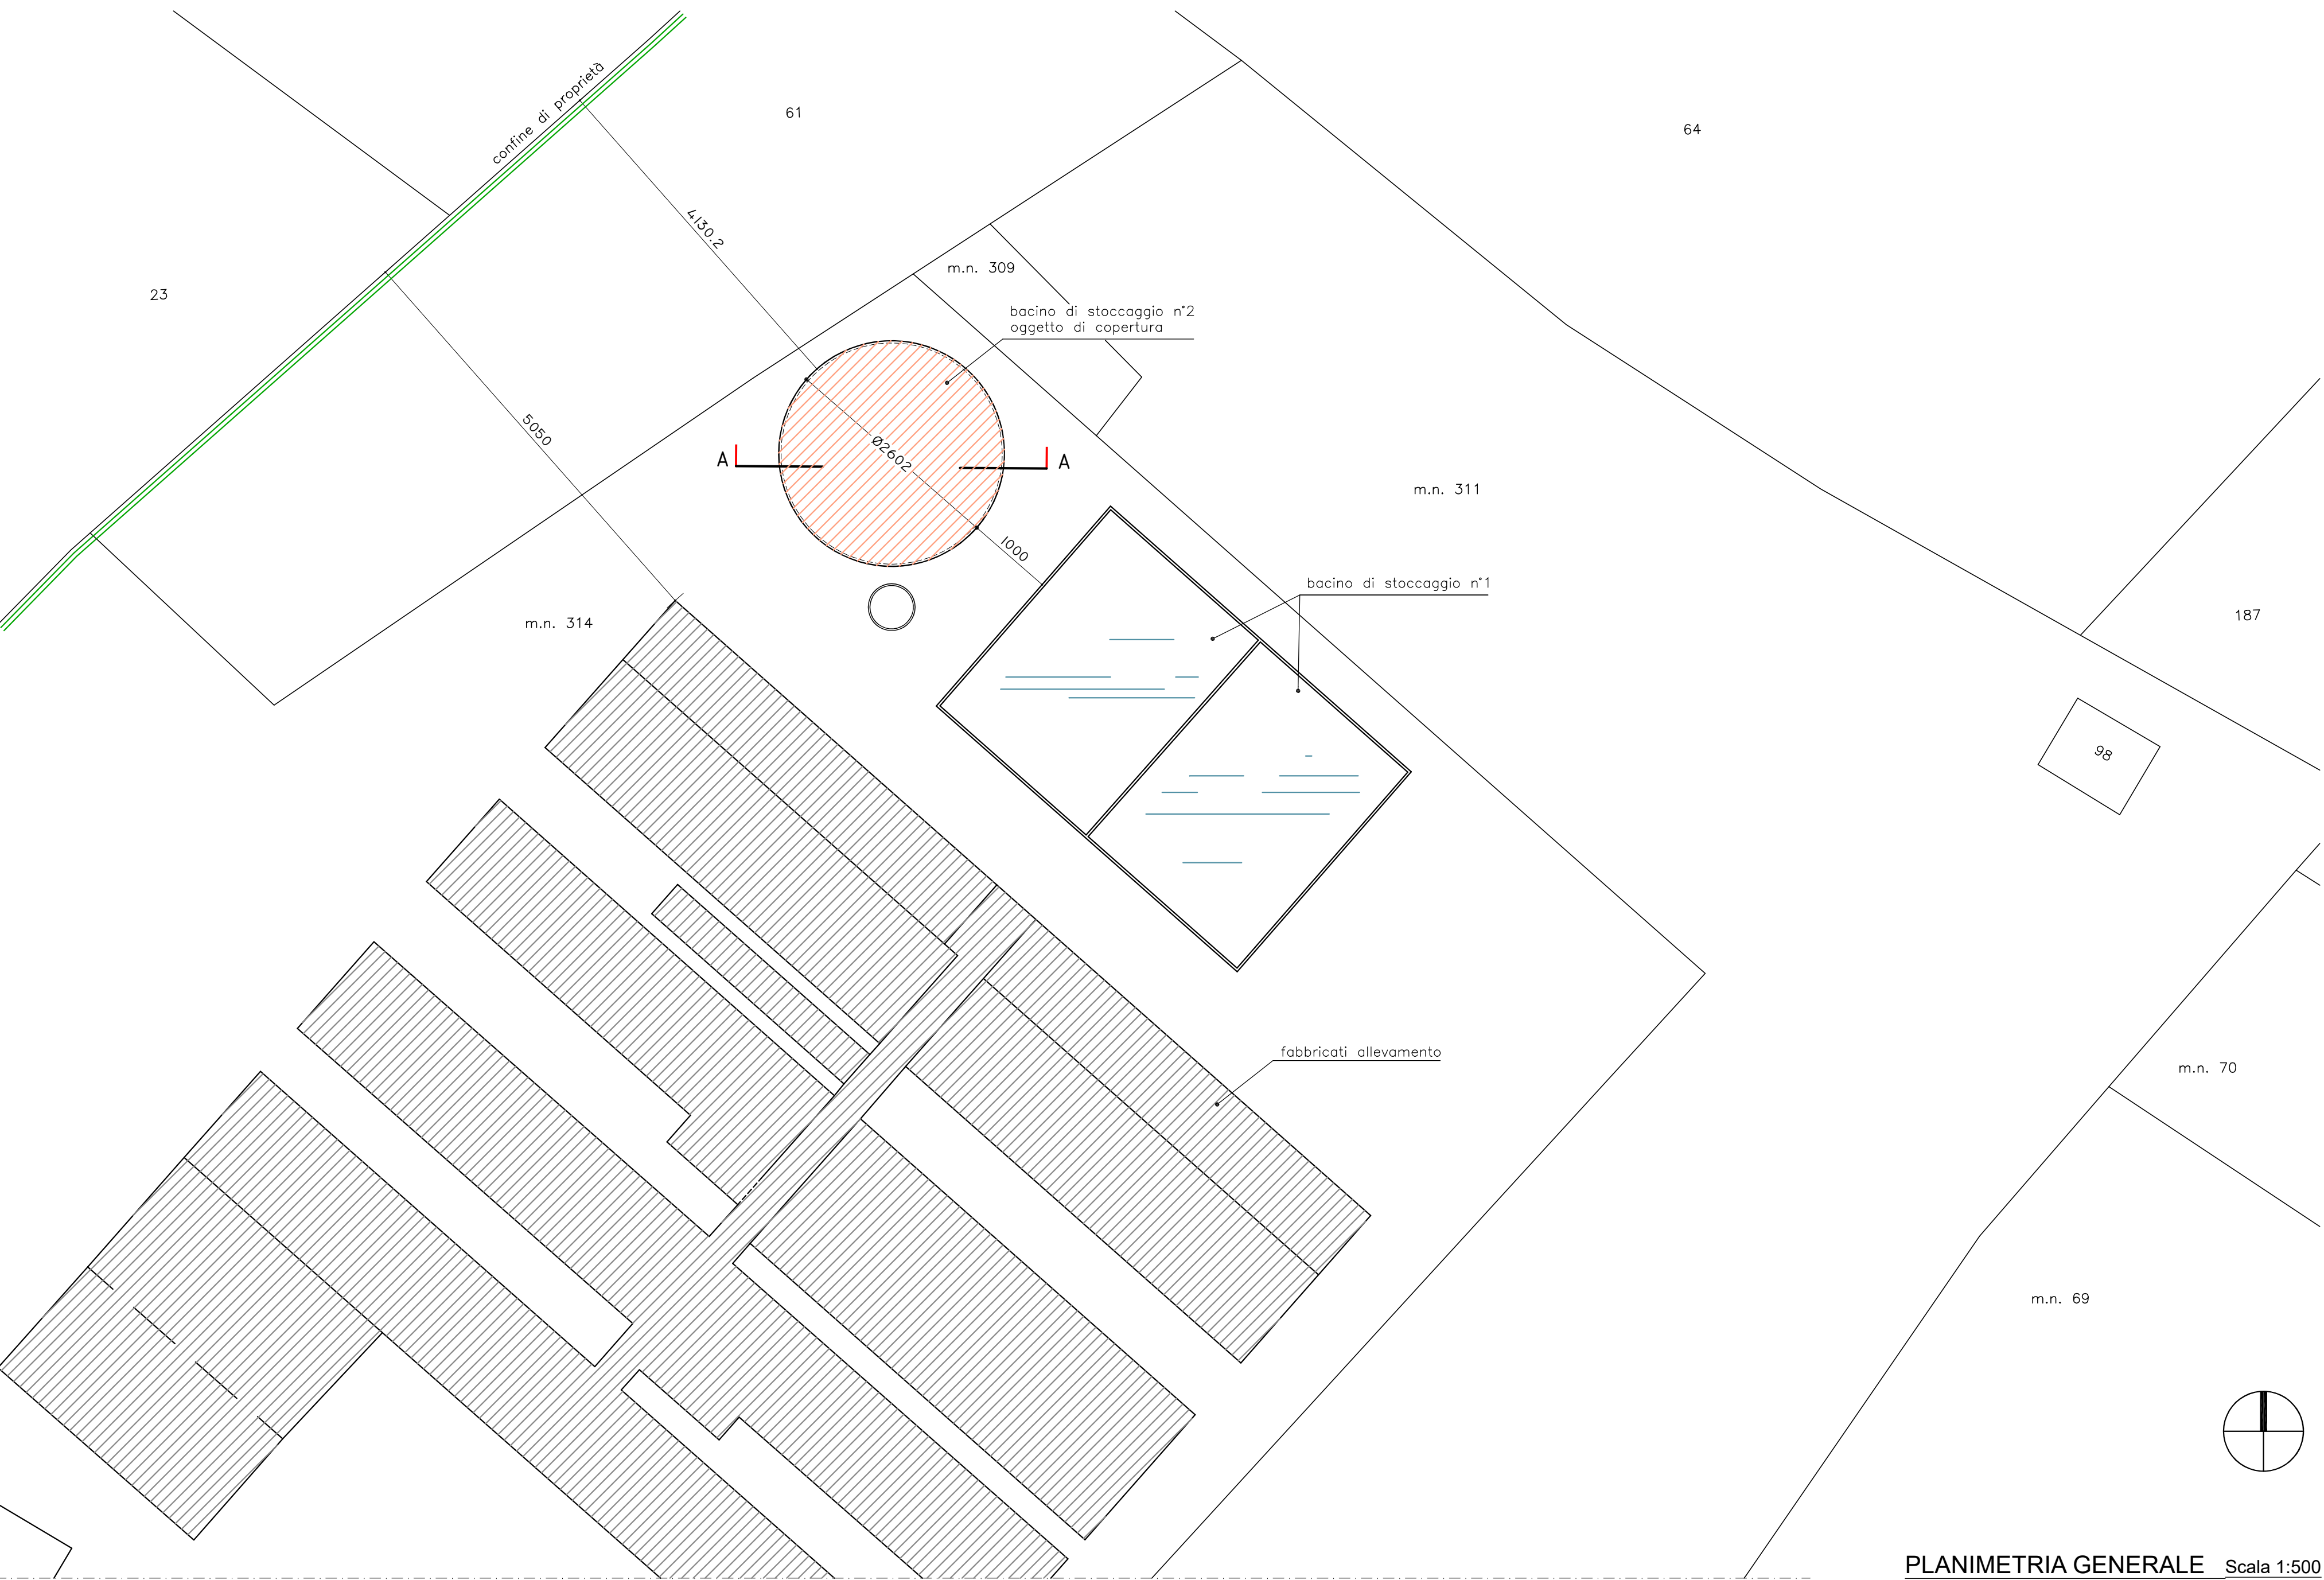 confine di proprietà
61
64
4130.2
23
m.n. 309
bacino di stoccaggio n°2
oggetto di copertura
5050
Ø2602
A
A
m.n. 311
1000
bacino di stoccaggio n°1
m.n. 314
187
98
fabbricati allevamento
m.n. 70
m.n. 69
PLANIMETRIA GENERALE Scala 1:500